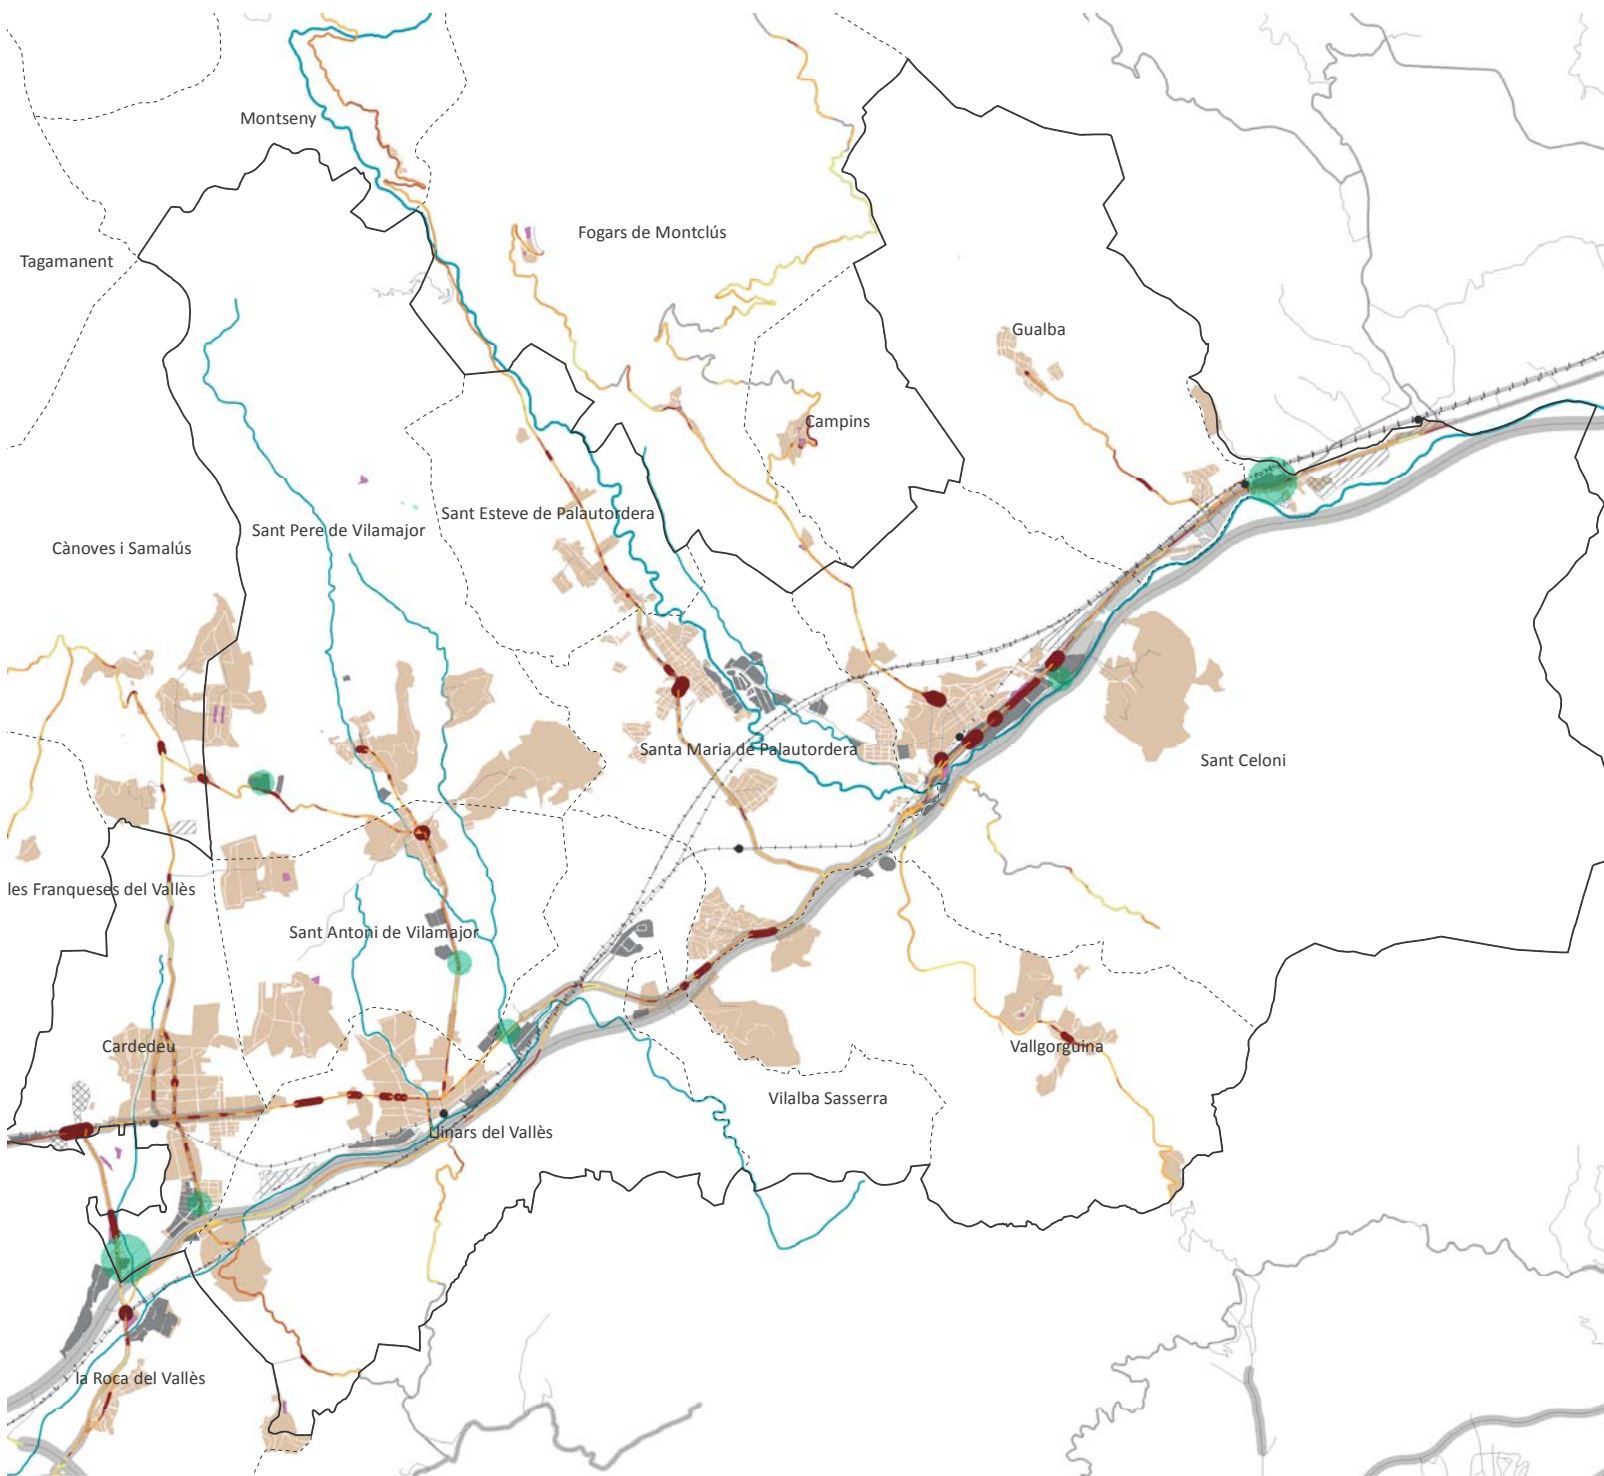 Montseny
Fogars de Montclús
Tagamanent
Gualba
Campins
Sant Esteve de Palautordera
Sant Pere de Vilamajor
Cànoves i Samalús
Santa Maria de Palautordera
Sant Celoni
les Franqueses del Vallès
Sant Antoni de Vilamajor
Cardedeu
Vallgorguina
Vilalba Sasserra
Llinars del Vallès
la Roca del Vallès